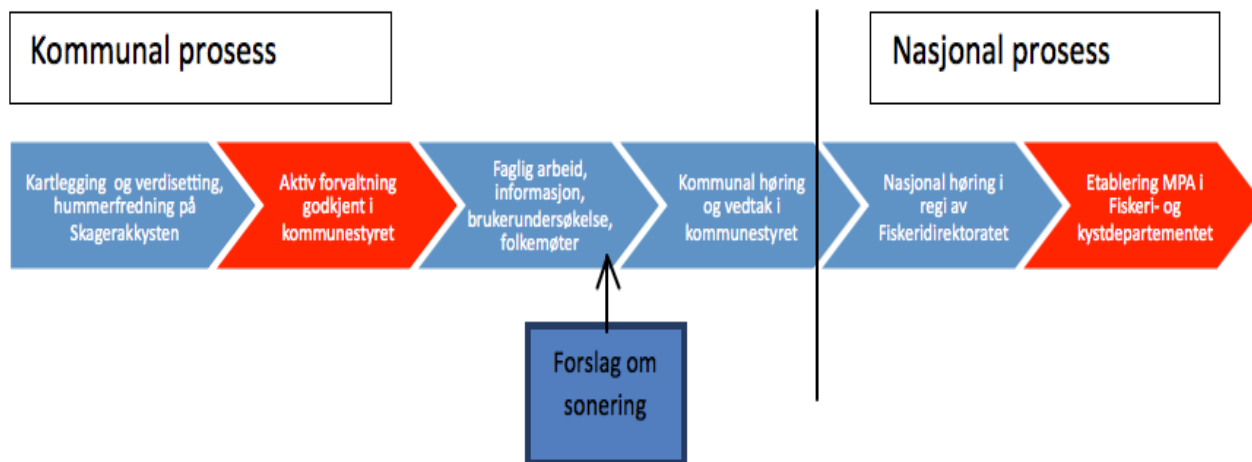 Kommunal prosess
Nasjonal prosess
Kartlegging og verdisetting,
hummerfredning på
Skagerakkysten
Aktiv forvaltning
godkjent i
kommunestyret
Faglig arbeid,
informasjon,
brukerundersøkelse,
folkemøter
Kommunal høring
og vedtak i
kommunestyret
Nasjonal høring i
regi av
Fiskeridirektoratet
Etablering MPA i
Fiskeri- og
kystdepartementet
Forslag om
sonering